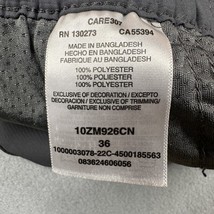 CARE307
RN 130273 CA55394
MADE IN BANGLADESH
HECHO EN BANGLADESH
FABRIQUE AU BANGLADESH
100% POLYESTER
100% POLIESTER
100% POLYESTER
EXCLUSIVE OF DECORATION / EXCEPTO
DECORATION / EXCLUSIVE OF TRIMMING/
GARNITURE NON COMPRISE
10ZM926CN
36
1000003078-22C-4500185563
083624606056